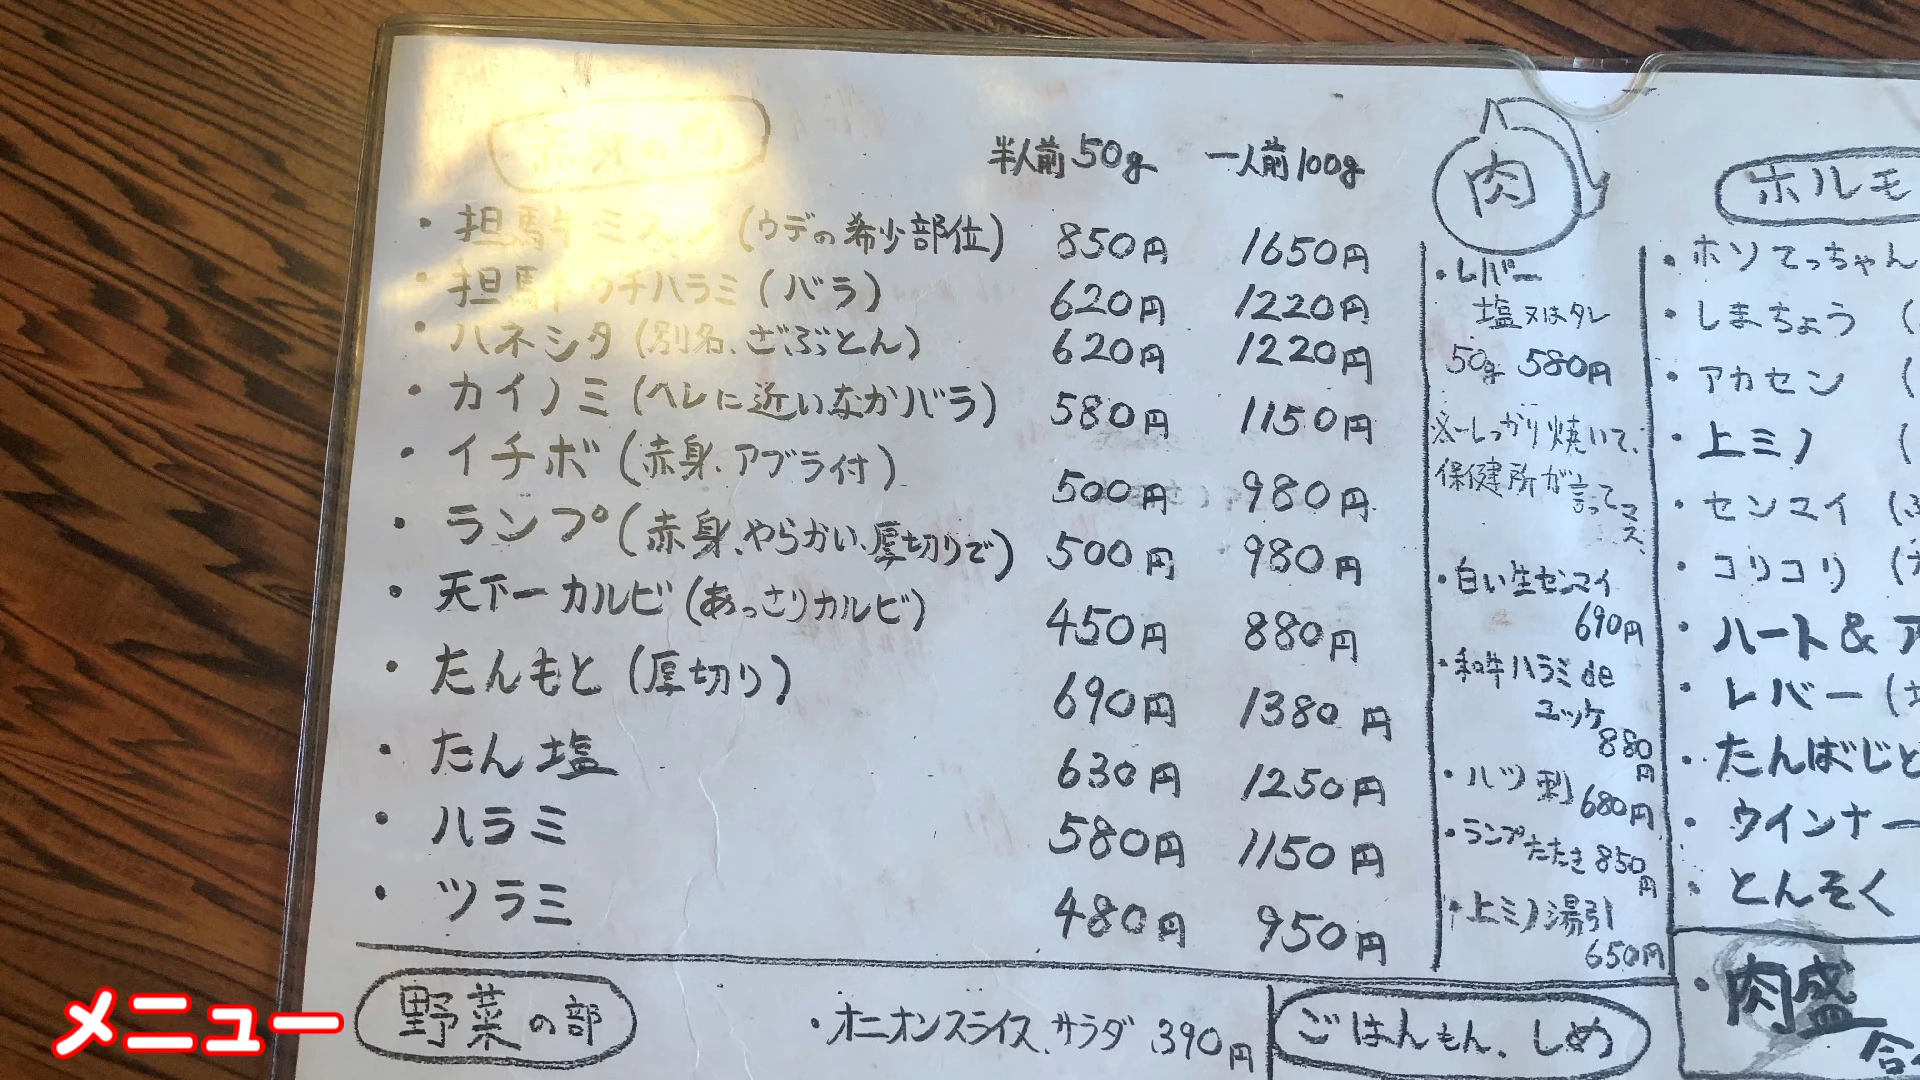 赤身の部
半人前50g 一人前100g
・担馬牛ミスジ(ウデの希少部位) 850円 1650円
・担馬牛ウチハラミ(バラ) 620円 1220円
・ハネシタ(別名、ざぶとん) 620円 1220円
・カイノミ(ヘレに近いなかバラ) 580円 1150円
・イチボ(赤身、アブラ付) 500円 980円
・ランプ(赤身、やらかい、厚切りで) 500円 980円
・天下一カルビ(あっさりカルビ) 450円 880円
・たんもと(厚切り) 690円 1380円
・たん塩 630円 1250円
・ハラミ 580円 1150円
・ツラミ 480円 950円
肉
・レバー
塩又はタレ
50g 580円
※しっかり焼いて、
保健所が言って
マス、
・白い生センマイ
690円
・和牛ハラミde
ユッケ
880円
・ハツ刺
680円
・ランプたたき 850円
・上ミノ湯引
650円
ホルモ
・ホソてっちゃん
・しまちょう (
・アカセン (
・上ミノ (
・センマイ (
・コリコリ (
・ハート&ア
・レバー(
・たんばじと
・ウインナー
・とんそく
・肉盛
合
野菜の部
・オニオンスライス、サラダ 390円
ごはんもん、しめ
メニュー